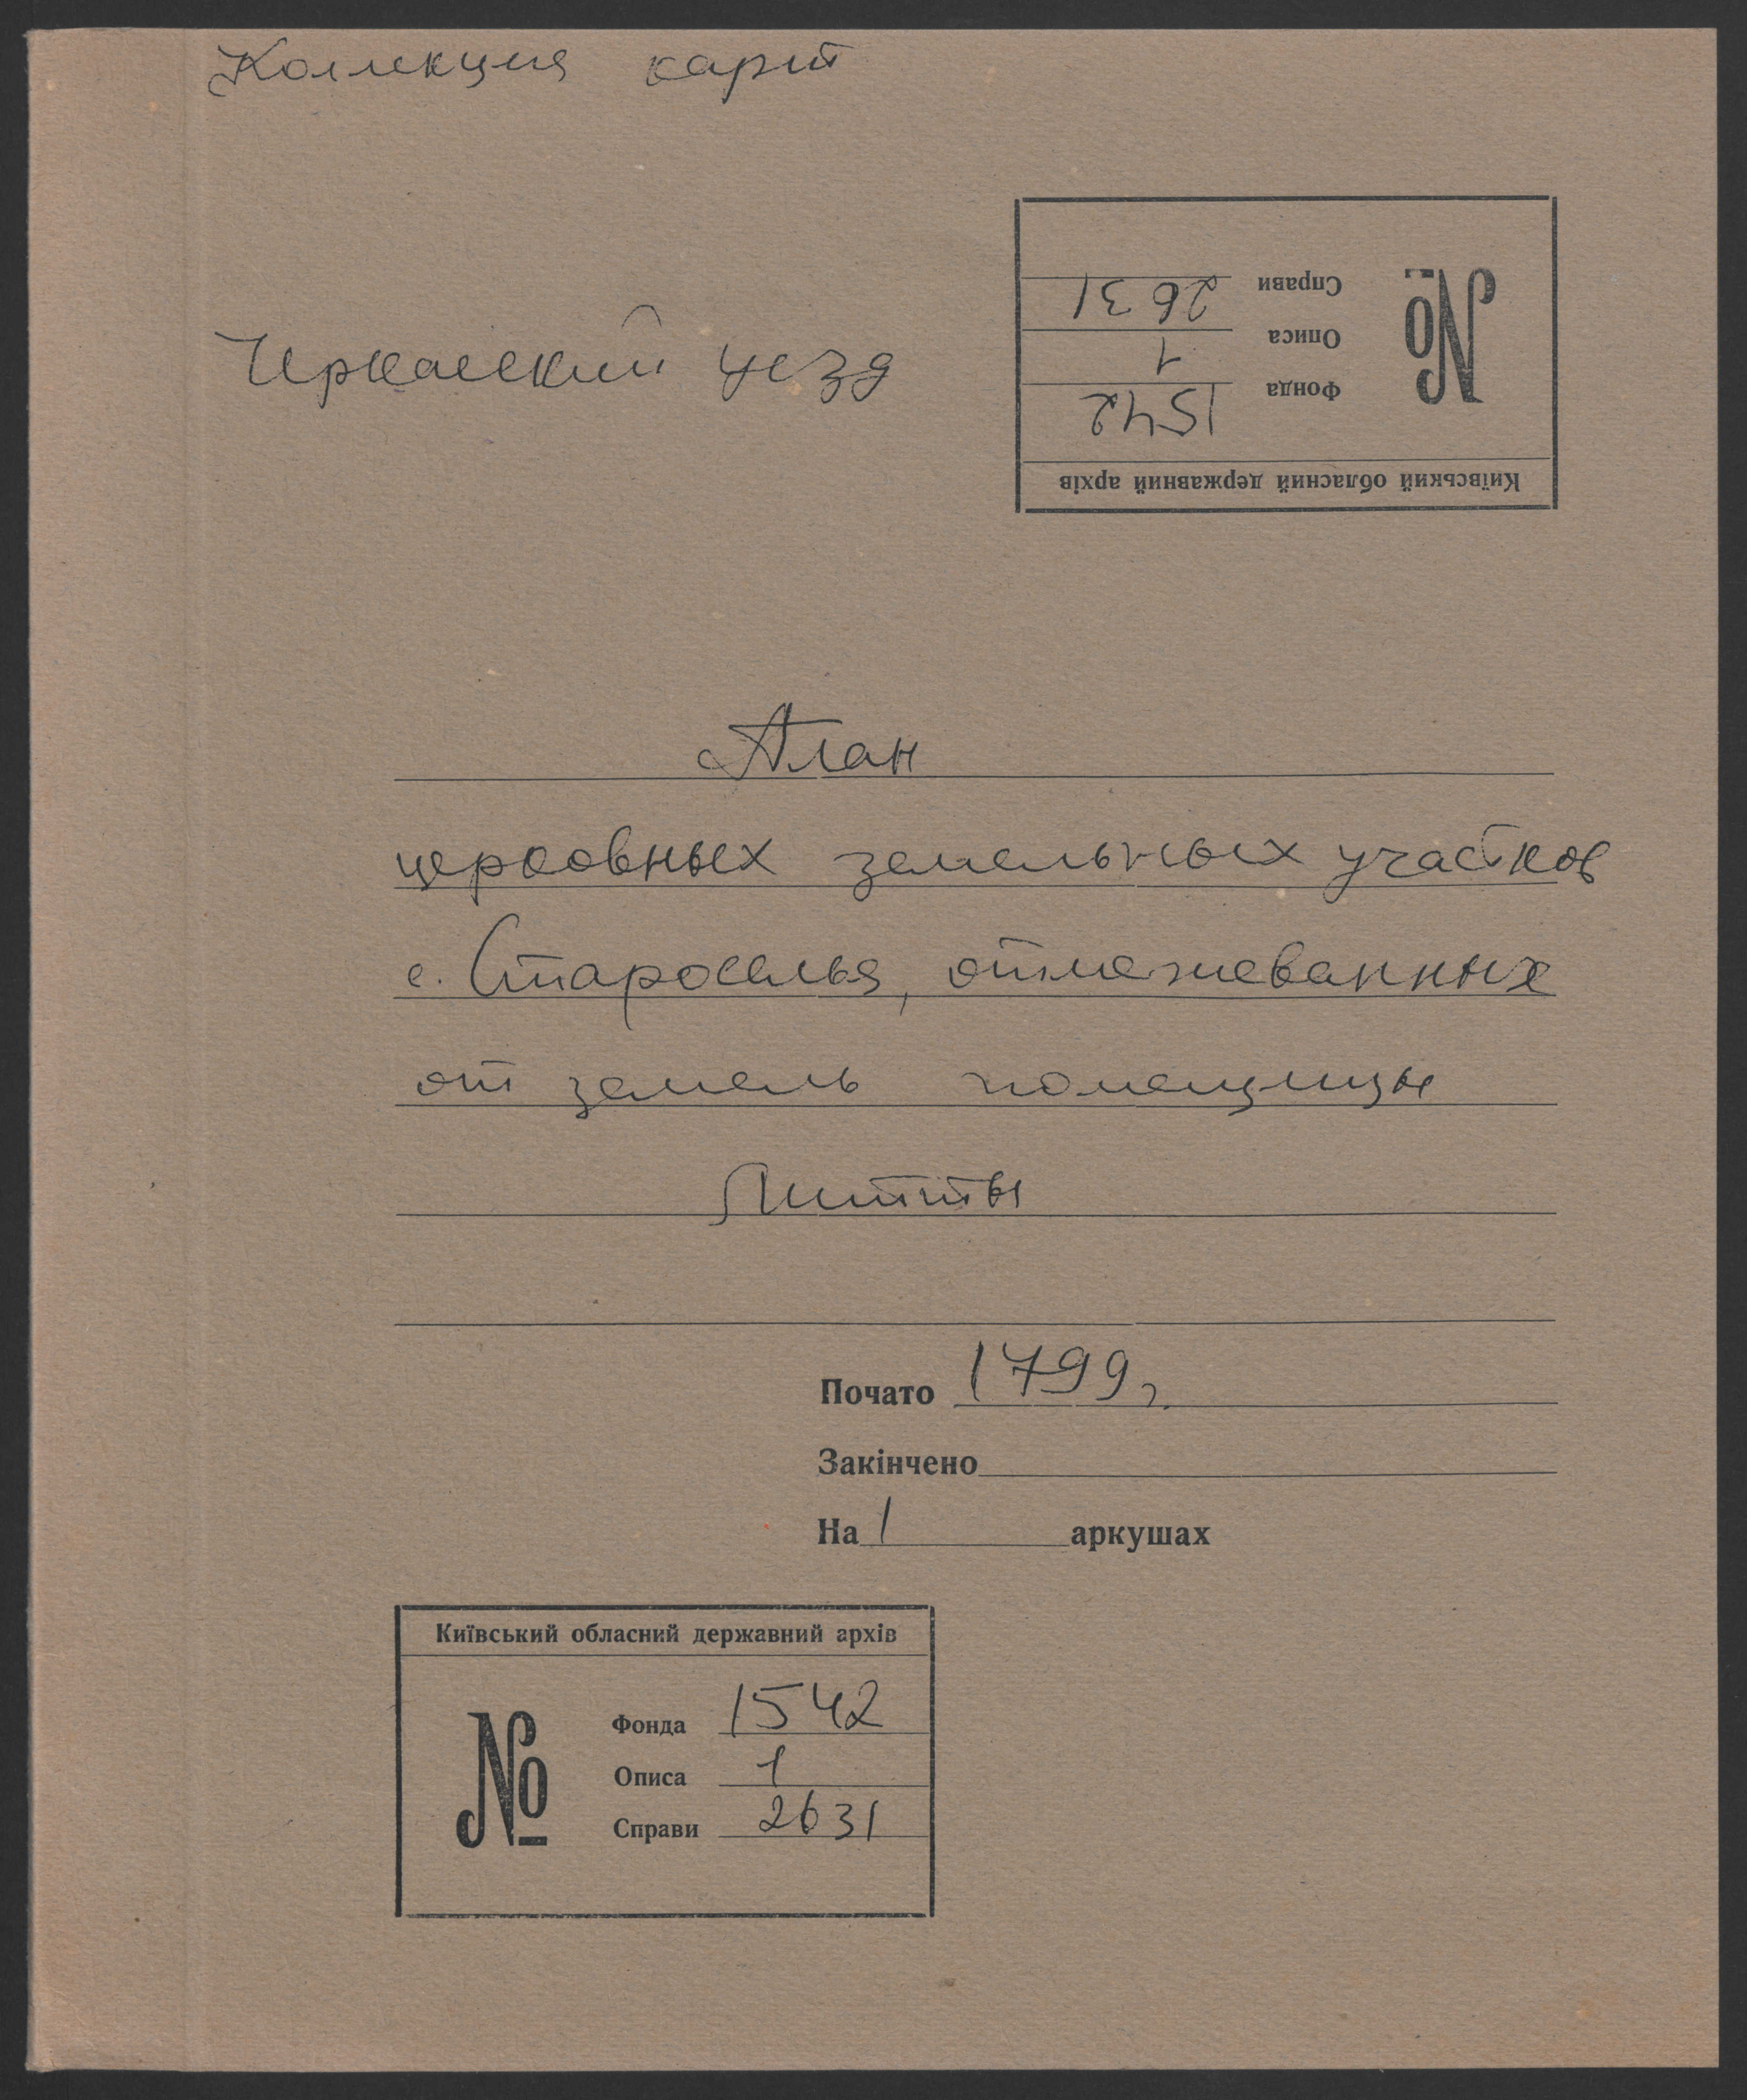 Коллекция карт
Черкасский уезд
Київський обласний державний архів
№
Фонда 1542
Описа 1
Справи 2631
План
церковных земельных участков
с. Староселья, отмежеванных
от земель помещицы
Литты
Почато 1799 г.
Закінчено
На 1 аркушах
Київський обласний державний архів
№
Фонда 1542
Описа 1
Справи 2631